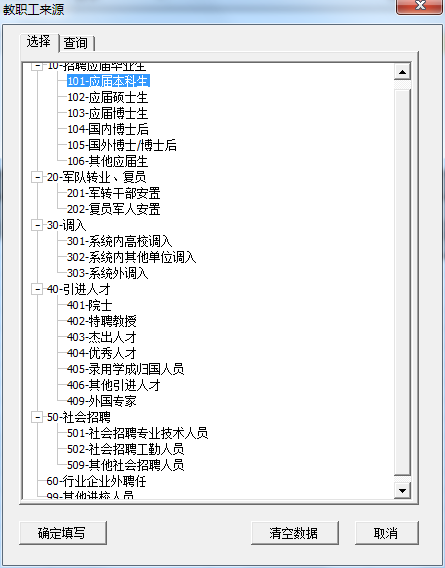 教职工来源
选择 查询
10-招聘应届毕业生
101-应届本科生
102-应届硕士生
103-应届博士生
104-国内博士后
105-国外博士/博士后
106-其他应届生
20-军队转业、复员
201-军转干部安置
202-复员军人安置
30-调入
301-系统内高校调入
302-系统内其他单位调入
303-系统外调入
40-引进人才
401-院士
402-特聘教授
403-杰出人才
404-优秀人才
405-录用学成归国人员
406-其他引进人才
409-外国专家
50-社会招聘
501-社会招聘专业技术人员
502-社会招聘工勤人员
509-其他社会招聘人员
60-行业企业外聘任
99-其他进校人员
确定填写 清空数据 取消